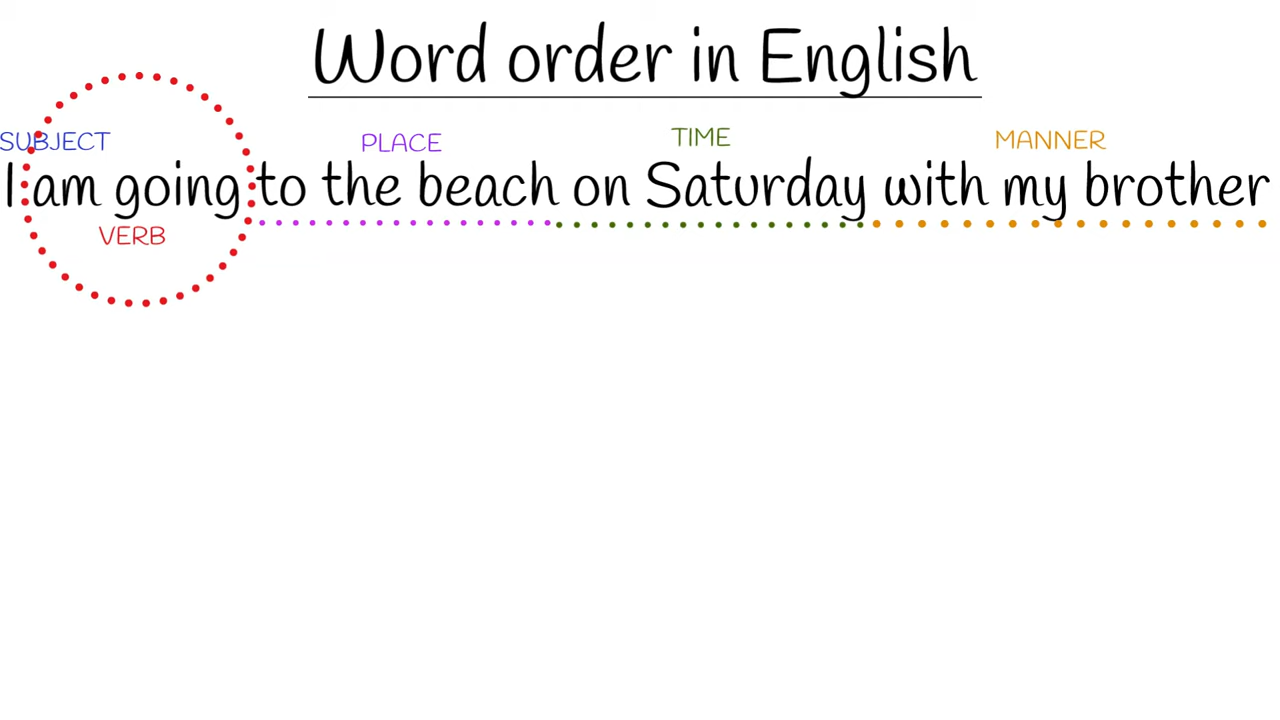 Word order in English
SUBJECT PLACE TIME MANNER
I am going to the beach on Saturday with my brother
VERB